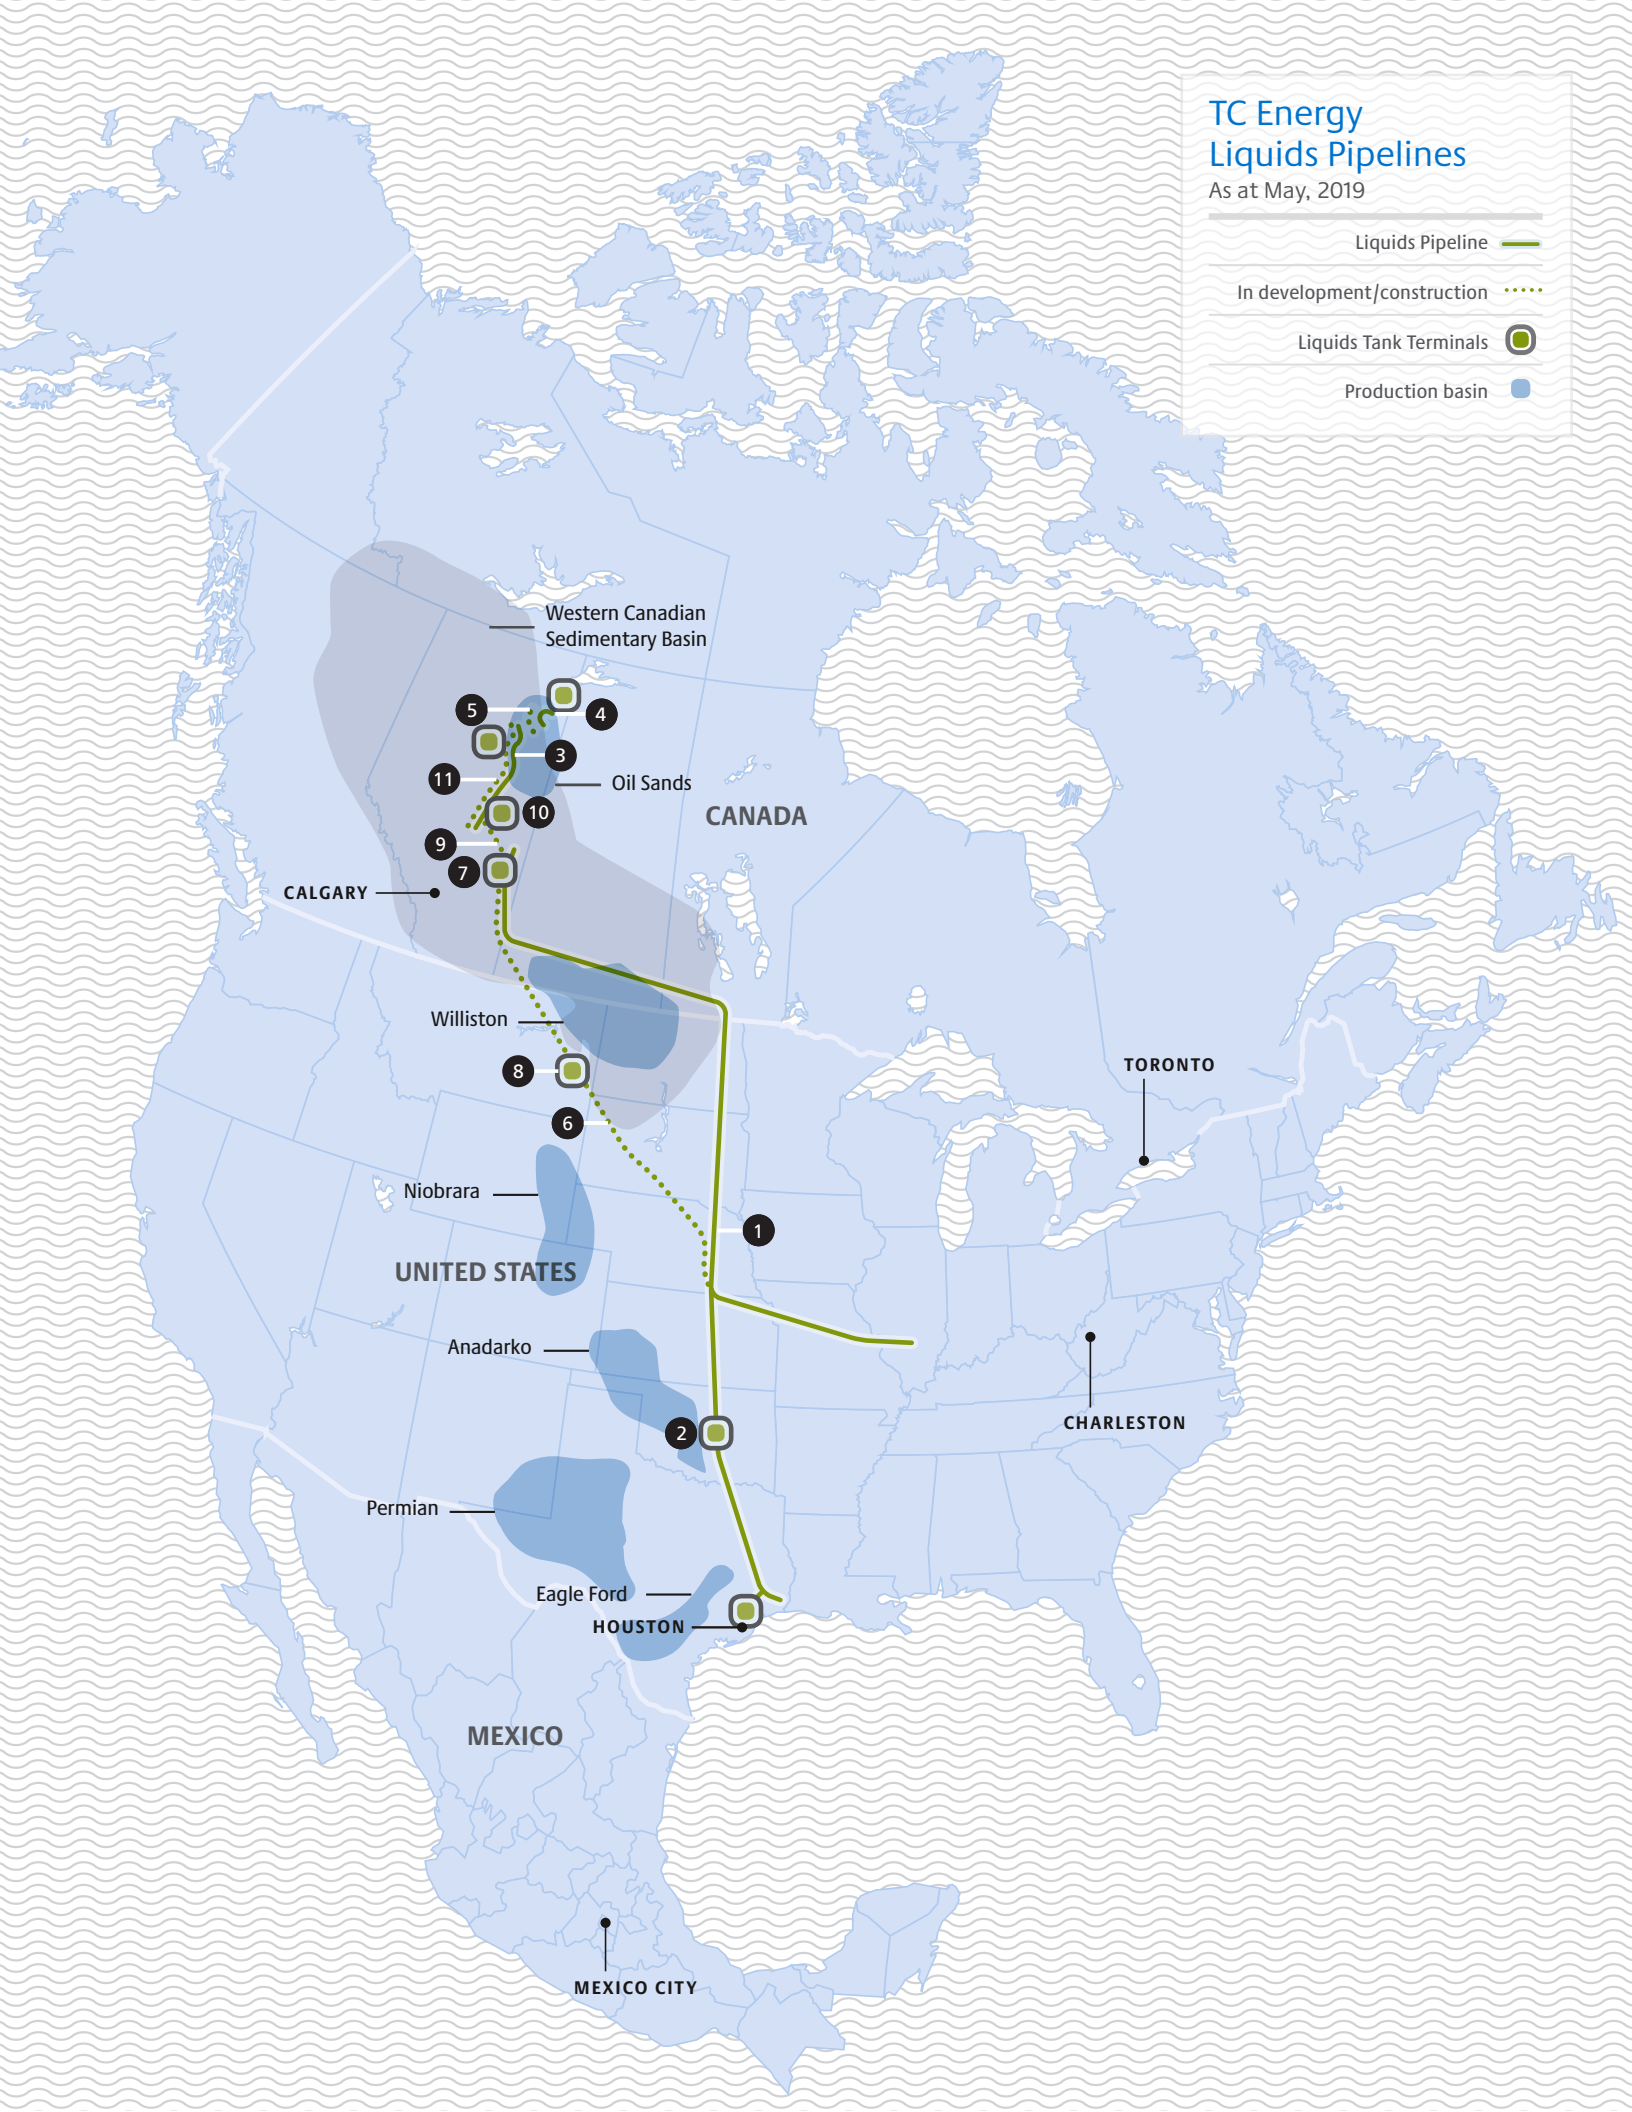 TC Energy
Liquids Pipelines
As at May, 2019
Liquids Pipeline
In development/construction
Liquids Tank Terminals
Production basin
Western Canadian
Sedimentary Basin
5
4
3
11
Oil Sands
10
CANADA
9
7
CALGARY
Williston
8
TORONTO
6
Niobrara
1
UNITED STATES
Anadarko
CHARLESTON
2
Permian
Eagle Ford
HOUSTON
MEXICO
MEXICO CITY